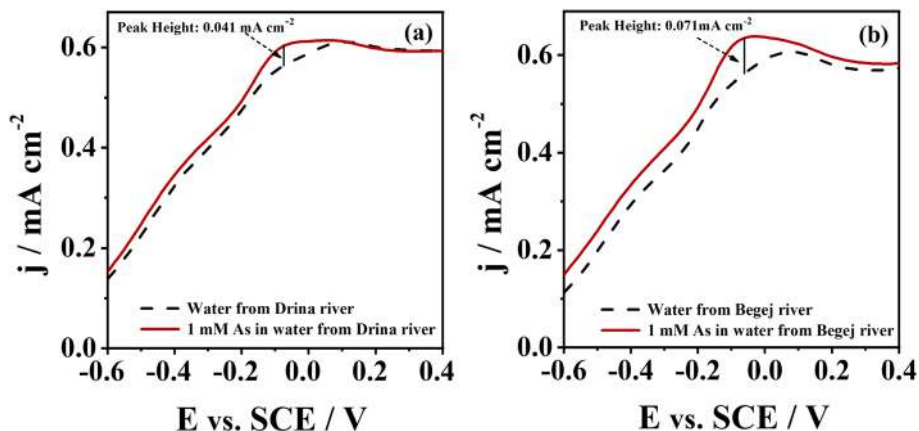 Peak Height: 0.041 mA cm-2
(a)
j / mA cm-2
0.6
0.4
0.2
0.0
Water from Drina river
1 mM As in water from Drina river
-0.6 -0.4 -0.2 0.0 0.2 0.4
E vs. SCE / V
Peak Height: 0.071mA cm-2
(b)
j / mA cm-2
0.6
0.4
0.2
0.0
Water from Begej river
1 mM As in water from Begej river
-0.6 -0.4 -0.2 0.0 0.2 0.4
E vs. SCE / V